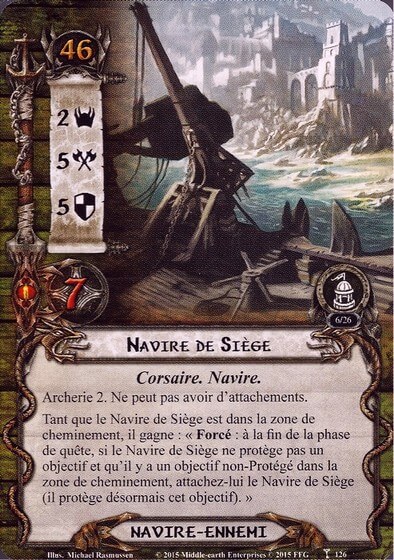 46
2
5
5
7
6/26
Navire de Siège
Corsaire. Navire.
Archerie 2. Ne peut pas avoir d'attachements.
Tant que le Navire de Siège est dans la zone de
cheminement, il gagne : « Forcé : à la fin de la phase
de quête, si le Navire de Siège ne protège pas un
objectif et qu'il y a un objectif non-Protégé dans la
zone de cheminement, attachez-lui le Navire de Siège
(il protège désormais cet objectif). »
NAVIRE-ENNEMI
Illus. Michael Rasmussen © 2015 Middle-earth Enterprises © 2015 FFG 126